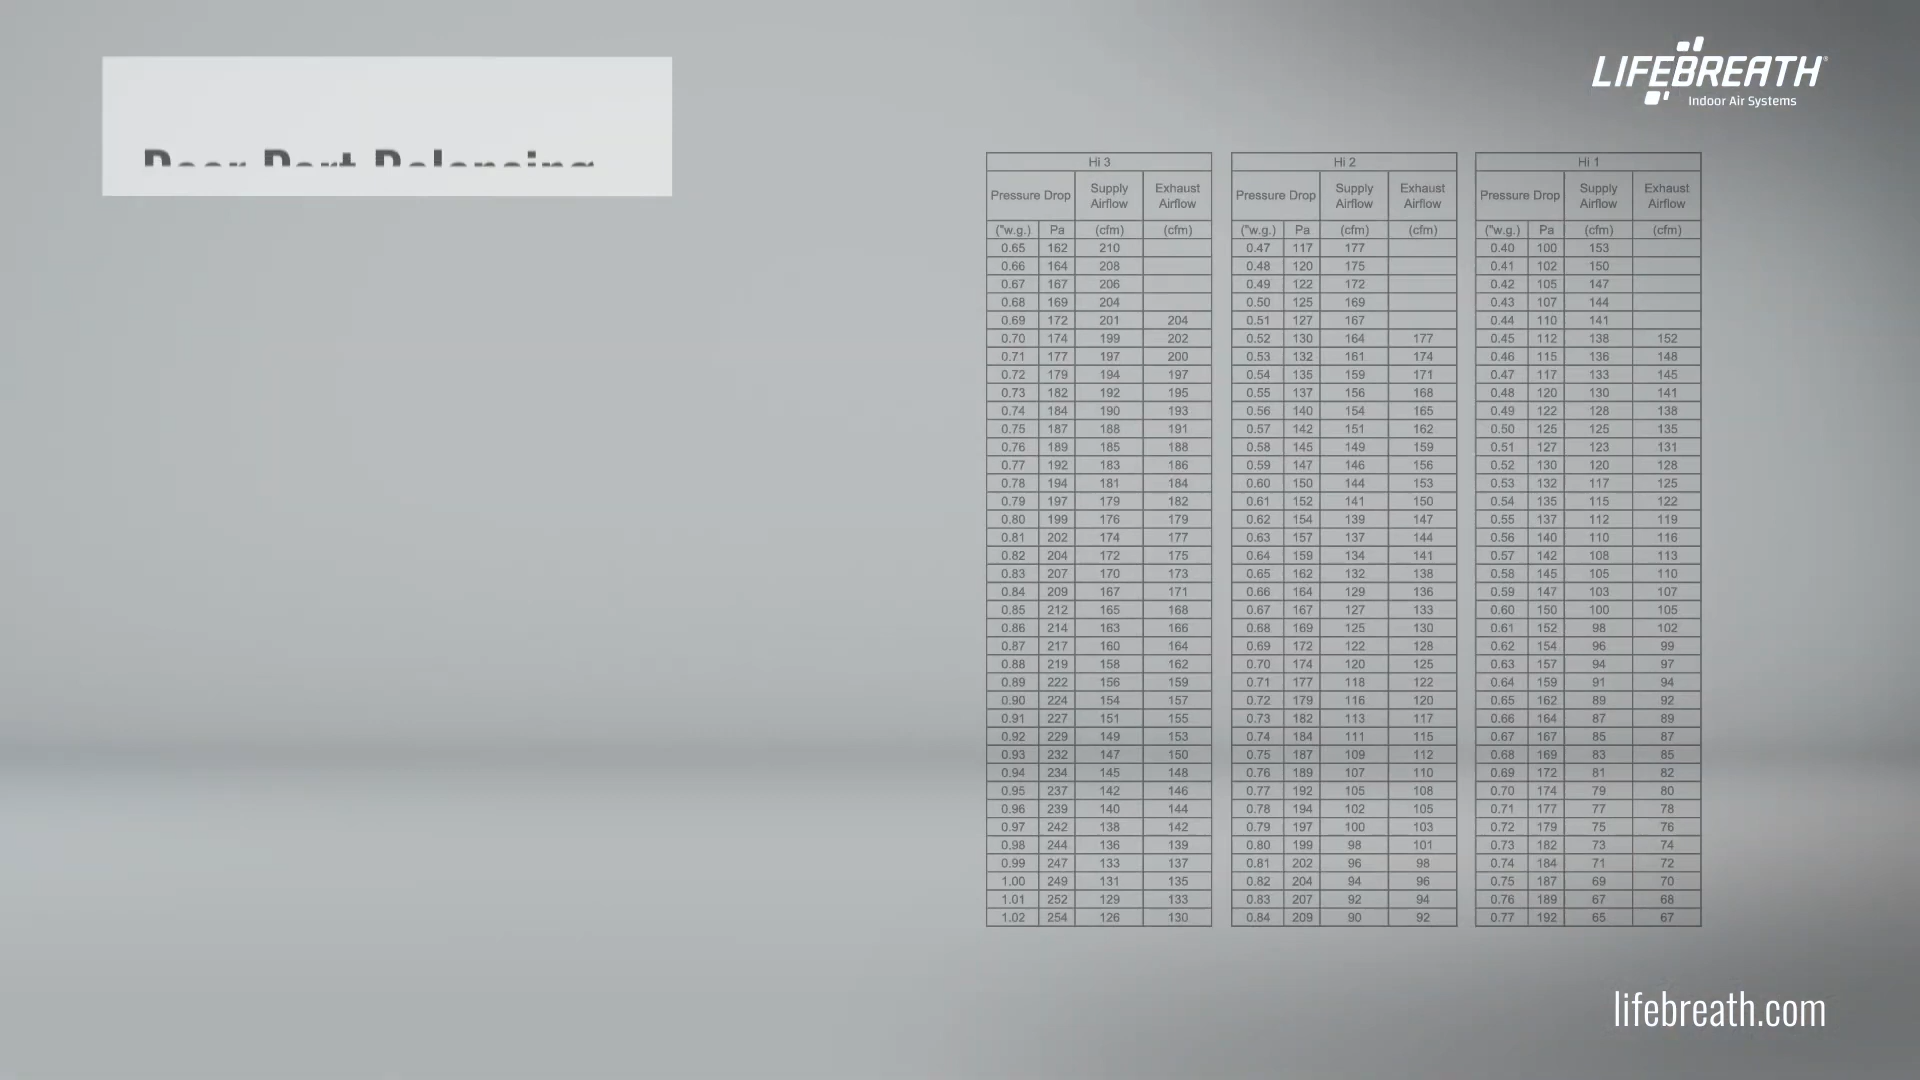 LIFEBREATH®
Indoor Air Systems
Hi 3
Pressure Drop Supply Airflow Exhaust Airflow
("w.g.) Pa (cfm) (cfm)
0.65 162 210
0.66 164 208
0.67 167 206
0.68 169 204
0.69 172 201 204
0.70 174 199 202
0.71 177 197 200
0.72 179 194 197
0.73 182 192 195
0.74 184 190 193
0.75 187 188 191
0.76 189 185 188
0.77 192 183 186
0.78 194 181 184
0.79 197 179 182
0.80 199 176 179
0.81 202 174 177
0.82 204 172 175
0.83 207 170 173
0.84 209 167 171
0.85 212 165 168
0.86 214 163 166
0.87 217 160 164
0.88 219 158 162
0.89 222 156 159
0.90 224 154 157
0.91 227 151 155
0.92 229 149 153
0.93 232 147 150
0.94 234 145 148
0.95 237 142 146
0.96 239 140 144
0.97 242 138 142
0.98 244 136 139
0.99 247 133 137
1.00 249 131 135
1.01 252 129 133
1.02 254 126 130
Hi 2
Pressure Drop Supply Airflow Exhaust Airflow
("w.g.) Pa (cfm) (cfm)
0.47 117 177
0.48 120 175
0.49 122 172
0.50 125 169
0.51 127 167
0.52 130 164 177
0.53 132 161 174
0.54 135 159 171
0.55 137 156 168
0.56 140 154 165
0.57 142 151 162
0.58 145 149 159
0.59 147 146 156
0.60 150 144 153
0.61 152 141 150
0.62 154 139 147
0.63 157 137 144
0.64 159 134 141
0.65 162 132 138
0.66 164 129 136
0.67 167 127 133
0.68 169 125 130
0.69 172 122 128
0.70 174 120 125
0.71 177 118 122
0.72 179 116 120
0.73 182 113 117
0.74 184 111 115
0.75 187 109 112
0.76 189 107 110
0.77 192 105 108
0.78 194 102 105
0.79 197 100 103
0.80 199 98 101
0.81 202 96 98
0.82 204 94 96
0.83 207 92 94
0.84 209 90 92
Hi 1
Pressure Drop Supply Airflow Exhaust Airflow
("w.g.) Pa (cfm) (cfm)
0.40 100 153
0.41 102 150
0.42 105 147
0.43 107 144
0.44 110 141
0.45 112 138 152
0.46 115 136 148
0.47 117 133 145
0.48 120 130 141
0.49 122 128 138
0.50 125 125 135
0.51 127 123 131
0.52 130 120 128
0.53 132 117 125
0.54 135 115 122
0.55 137 112 119
0.56 140 110 116
0.57 142 108 113
0.58 145 105 110
0.59 147 103 107
0.60 150 100 105
0.61 152 98 102
0.62 154 96 99
0.63 157 94 97
0.64 159 91 94
0.65 162 89 92
0.66 164 87 89
0.67 167 85 87
0.68 169 83 85
0.69 172 81 82
0.70 174 79 80
0.71 177 77 78
0.72 179 75 76
0.73 182 73 74
0.74 184 71 72
0.75 187 69 70
0.76 189 67 68
0.77 192 65 67
lifebreath.com